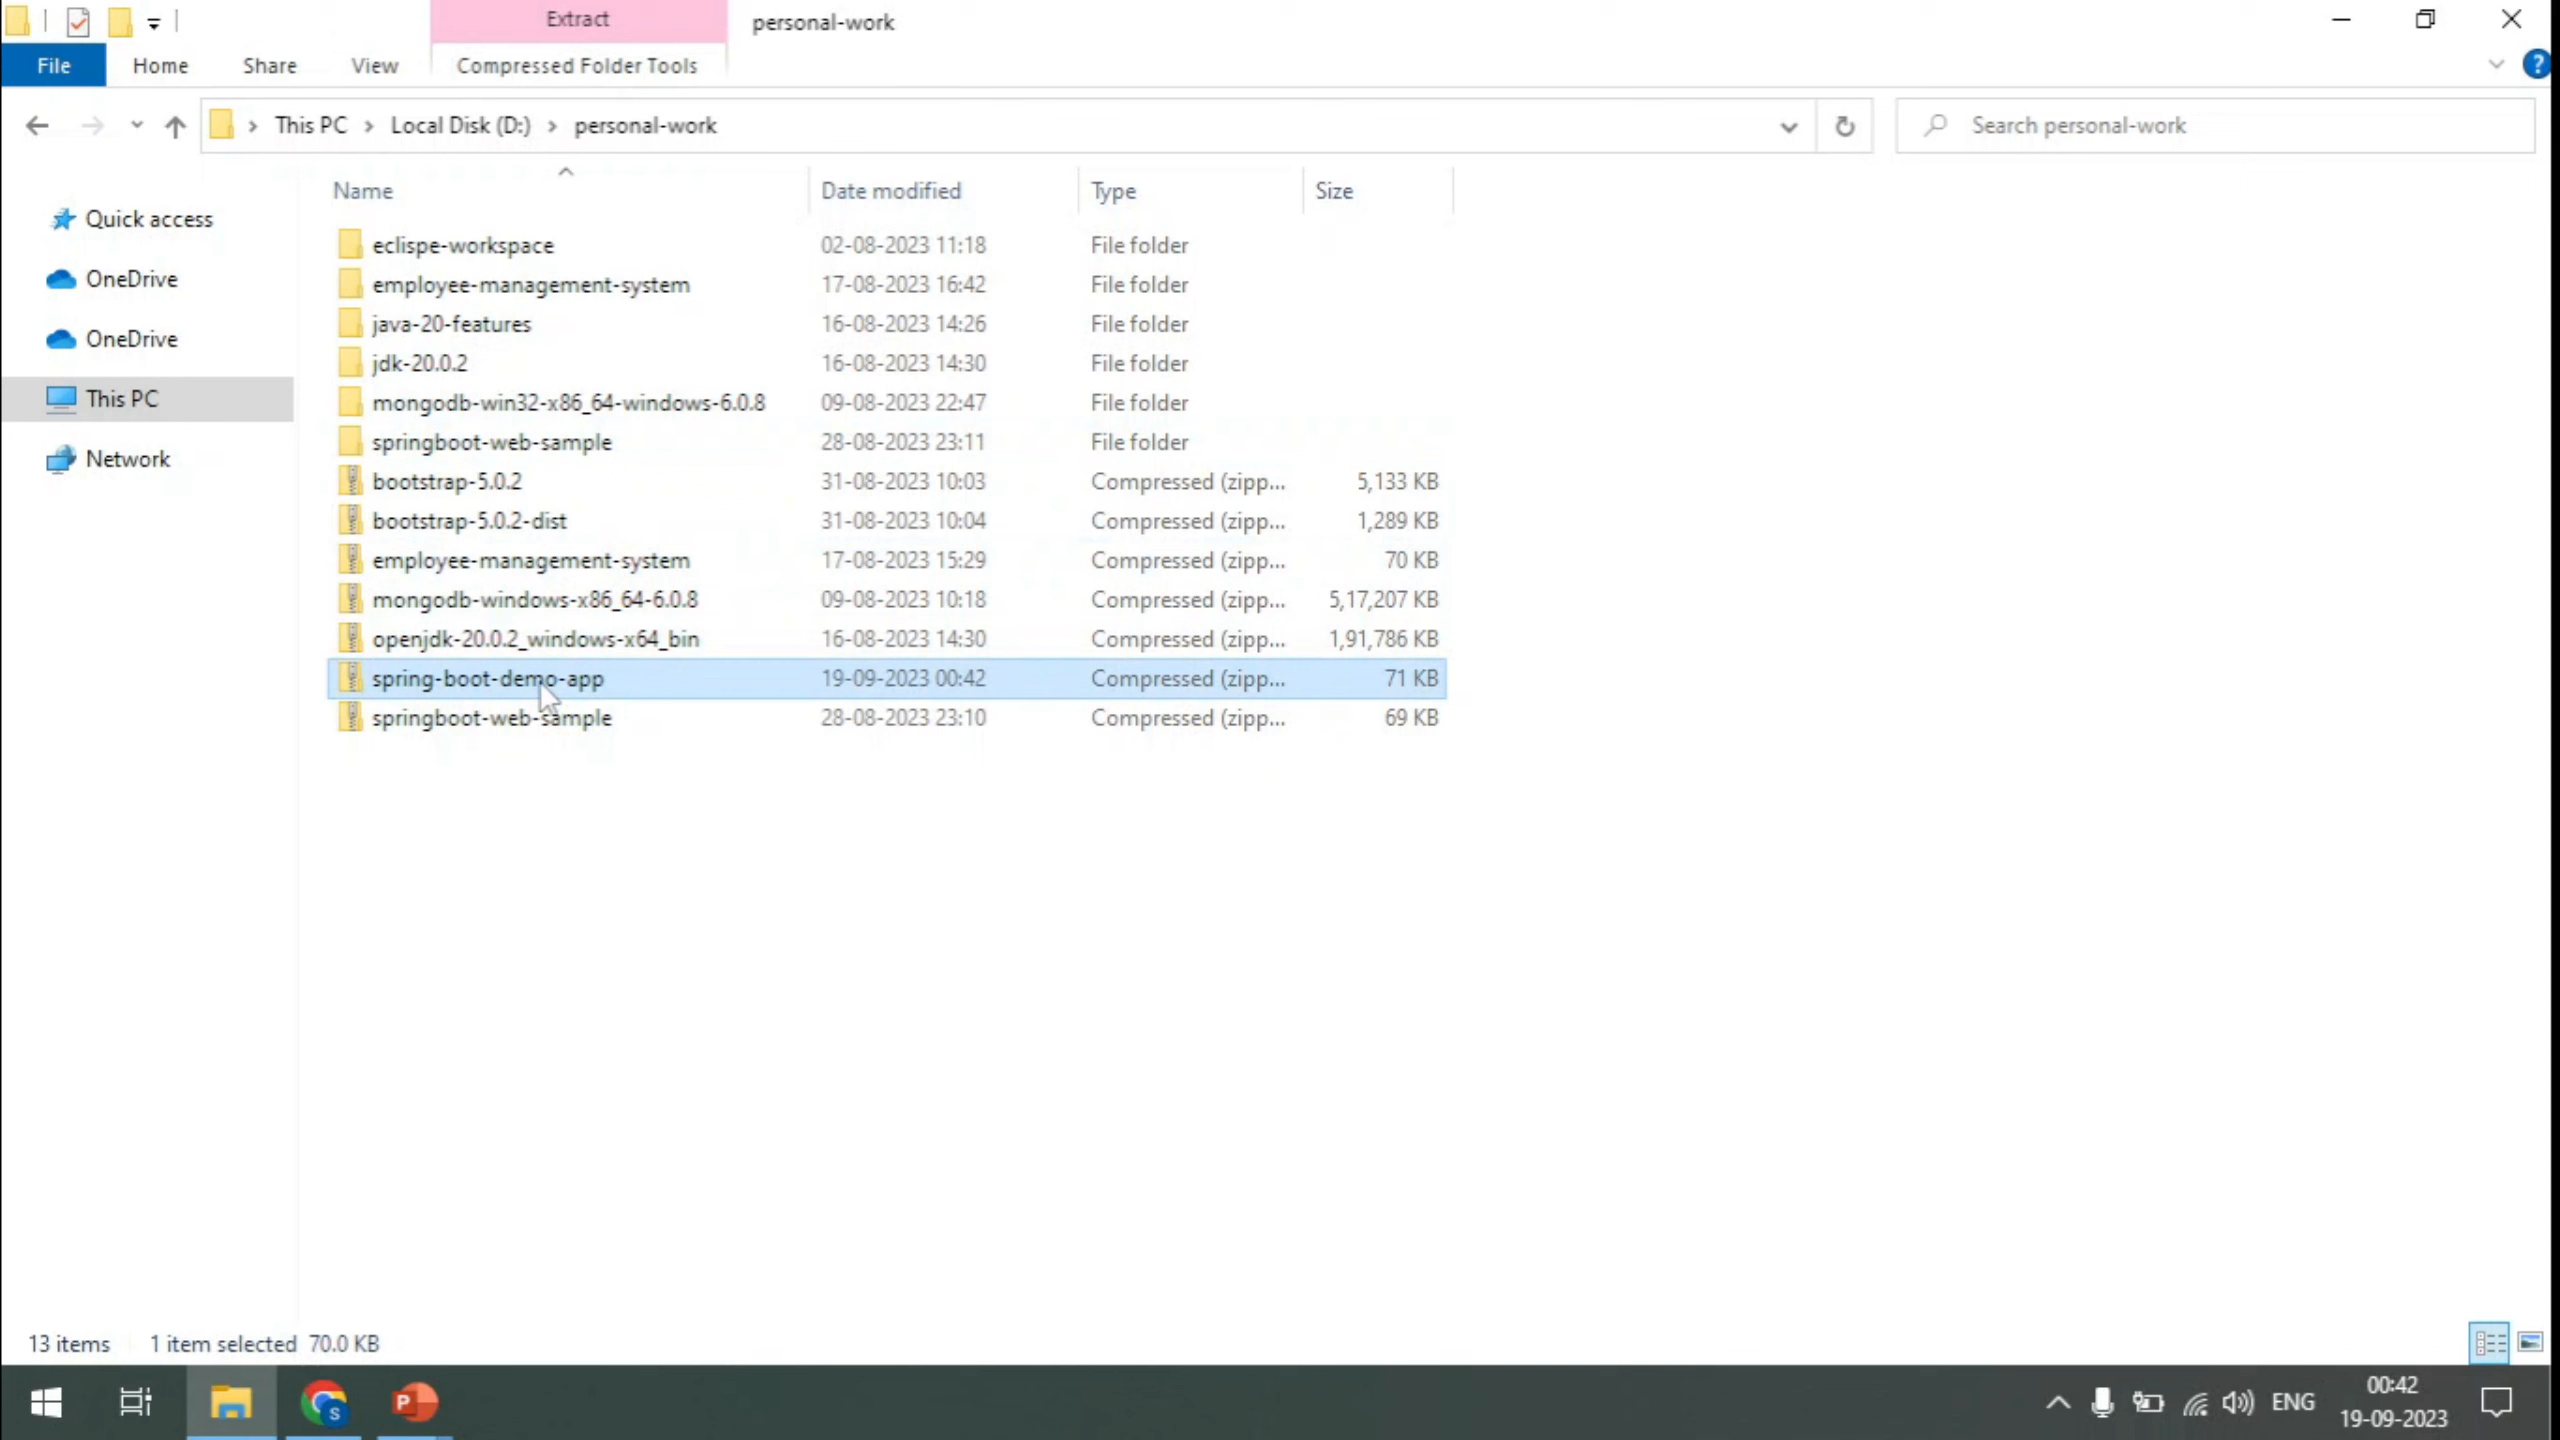 Extract
personal-work
File Home Share View Compressed Folder Tools ?
This PC Local Disk (D:) personal-work Search personal-work
Name Date modified Type Size
Quick access
OneDrive
OneDrive
This PC
Network
eclispe-workspace 02-08-2023 11:18 File folder
employee-management-system 17-08-2023 16:42 File folder
java-20-features 16-08-2023 14:26 File folder
jdk-20.0.2 16-08-2023 14:30 File folder
mongodb-win32-x86_64-windows-6.0.8 09-08-2023 22:47 File folder
springboot-web-sample 28-08-2023 23:11 File folder
bootstrap-5.0.2 31-08-2023 10:03 Compressed (zipp... 5,133 KB
bootstrap-5.0.2-dist 31-08-2023 10:04 Compressed (zipp... 1,289 KB
employee-management-system 17-08-2023 15:29 Compressed (zipp... 70 KB
mongodb-windows-x86_64-6.0.8 09-08-2023 10:18 Compressed (zipp... 5,17,207 KB
openjdk-20.0.2_windows-x64_bin 16-08-2023 14:30 Compressed (zipp... 1,91,786 KB
spring-boot-demo-app 19-09-2023 00:42 Compressed (zipp... 71 KB
springboot-web-sample 28-08-2023 23:10 Compressed (zipp... 69 KB
13 items 1 item selected 70.0 KB
S P ENG 00:42
19-09-2023